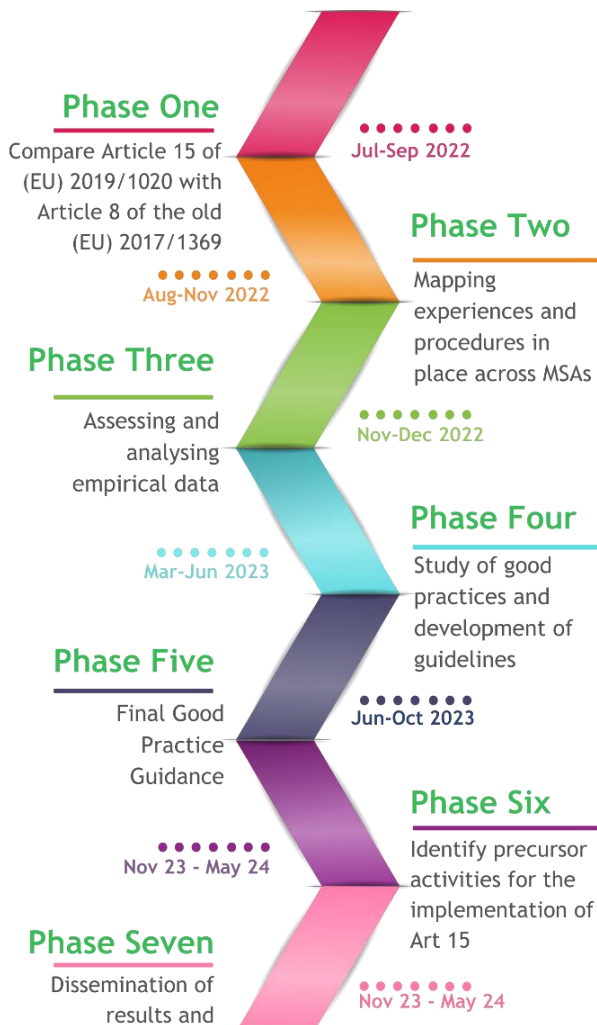 Phase One
Compare Article 15 of
(EU) 2019/1020 with
Article 8 of the old
(EU) 2017/1369
Jul-Sep 2022
Phase Two
Mapping
experiences and
procedures in
place across MSAs
Aug-Nov 2022
Phase Three
Assessing and
analysing
empirical data
Nov-Dec 2022
Phase Four
Study of good
practices and
development of
guidelines
Mar-Jun 2023
Phase Five
Final Good
Practice
Guidance
Jun-Oct 2023
Phase Six
Identify precursor
activities for the
implementation of
Art 15
Nov 23 - May 24
Phase Seven
Dissemination of
results and
Nov 23 - May 24